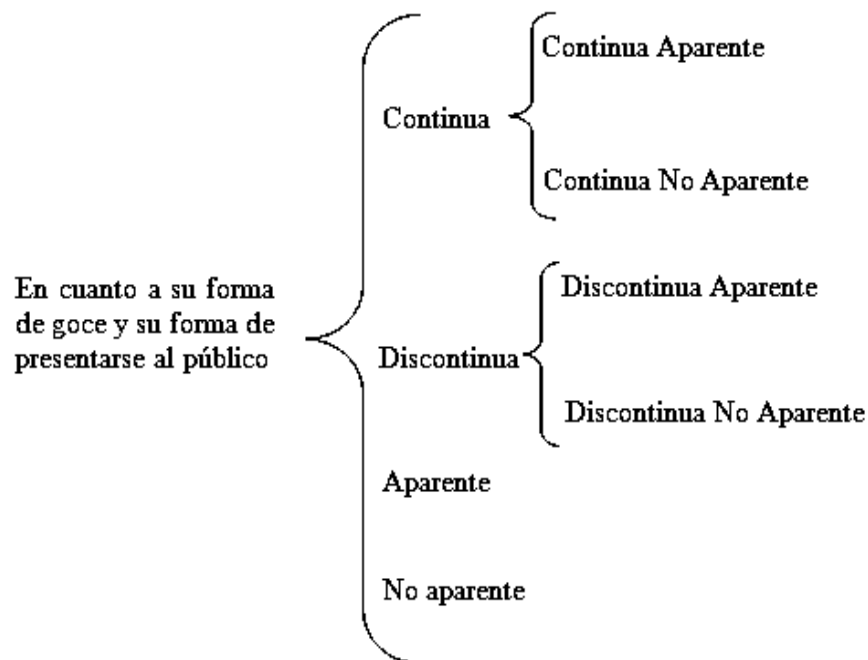 En cuanto a su forma
de goce y su forma de
presentarse al público
Continua
Continua Aparente
Continua No Aparente
Discontinua
Discontinua Aparente
Discontinua No Aparente
Aparente
No aparente